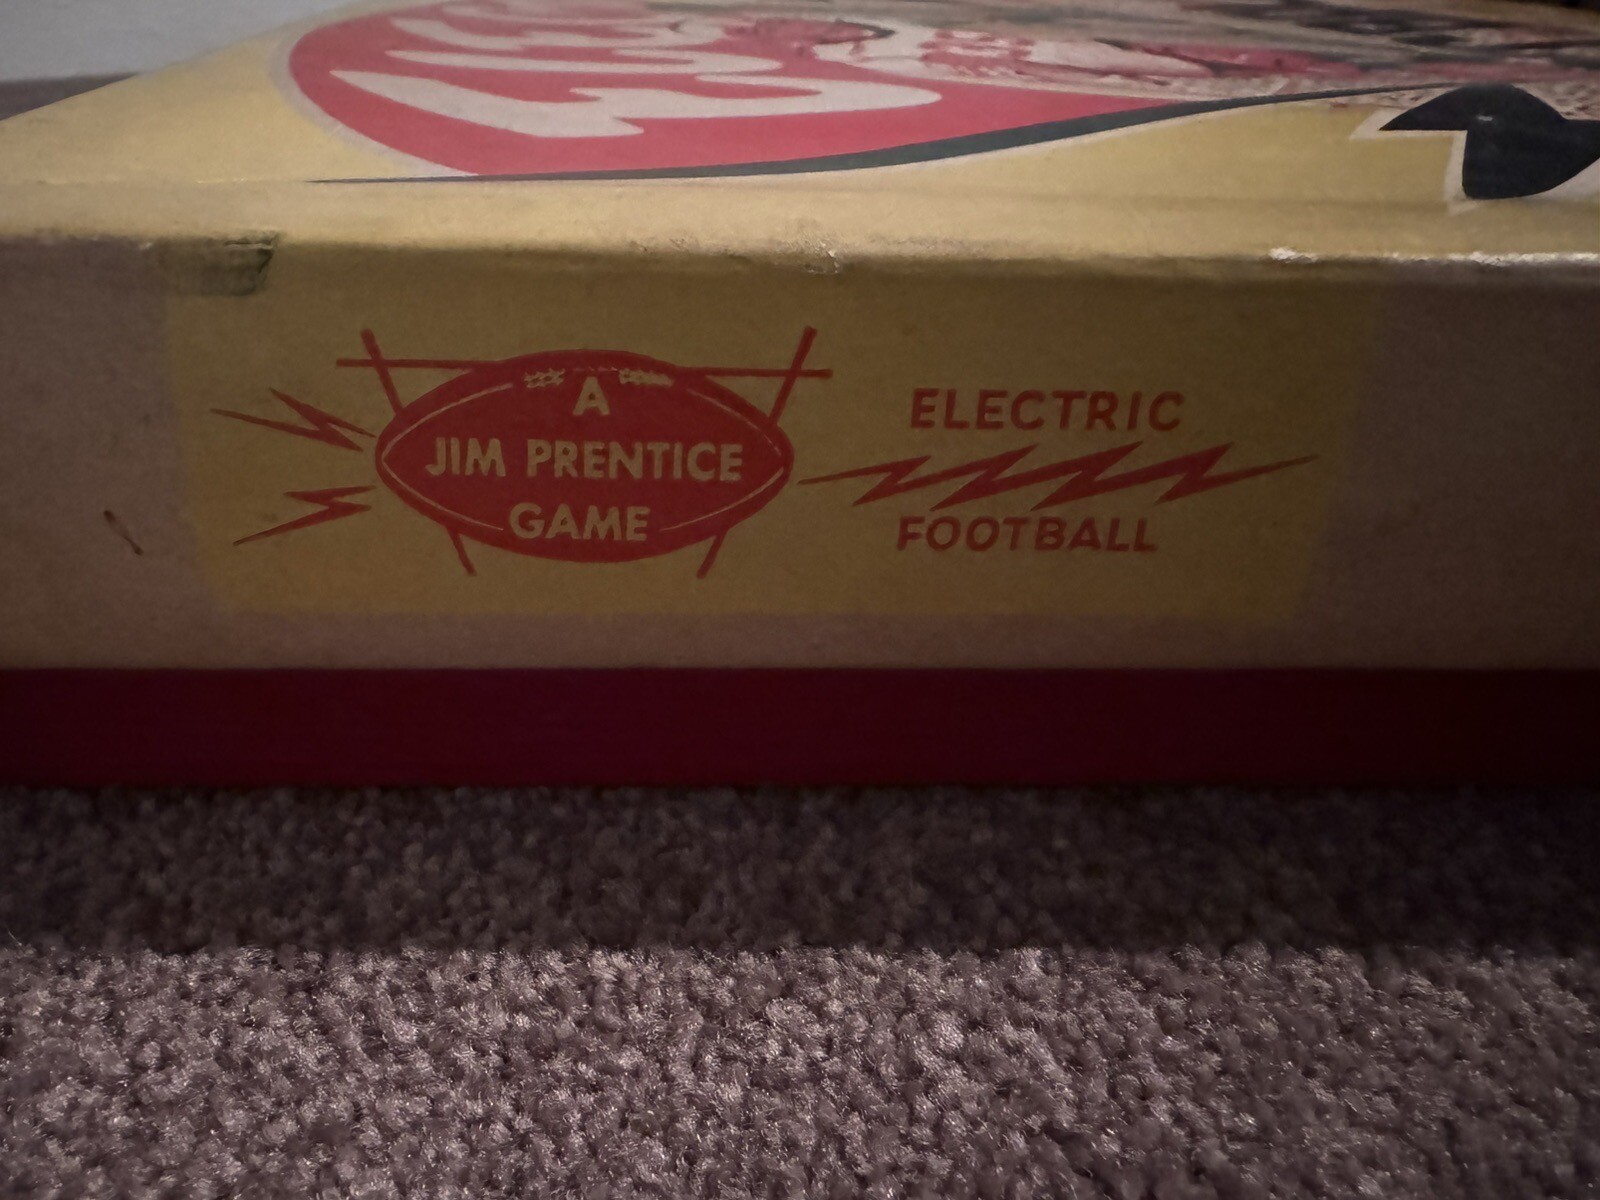 A
JIM PRENTICE
GAME
ELECTRIC
FOOTBALL